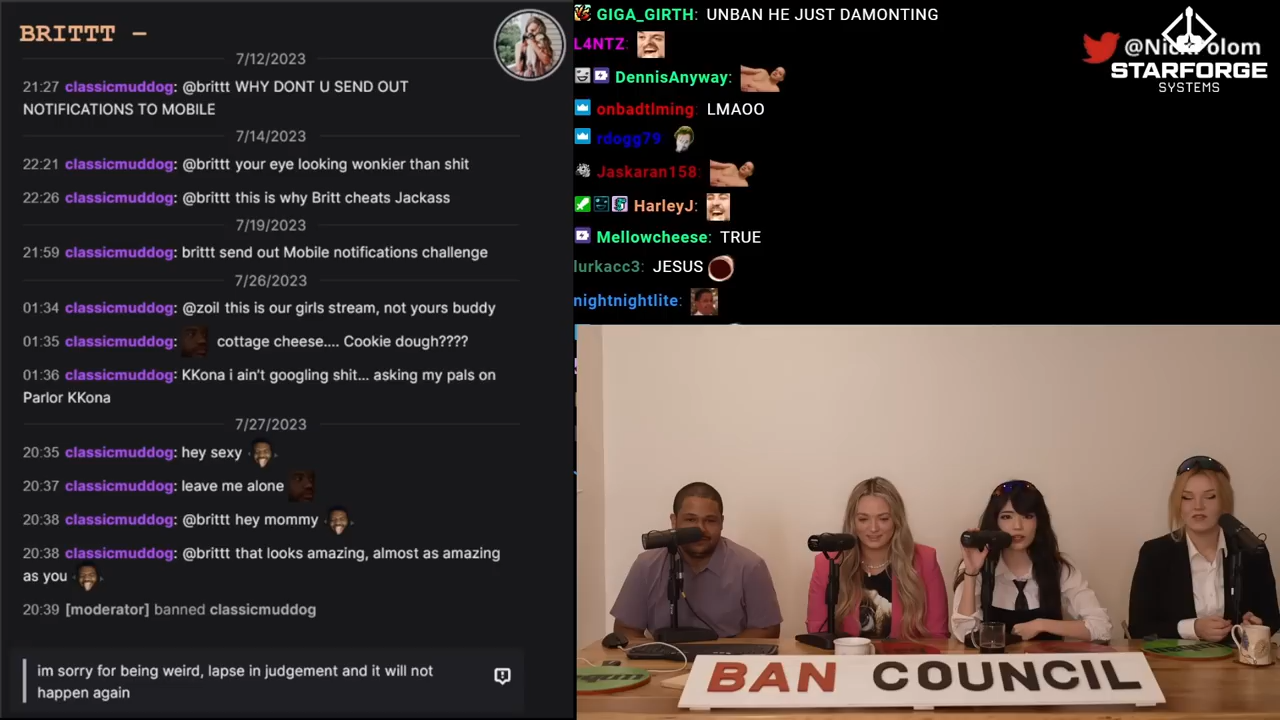 BRITTT –
7/12/2023
21:27 classicmuddog: @brittt WHY DONT U SEND OUT
NOTIFICATIONS TO MOBILE
7/14/2023
22:21 classicmuddog: @brittt your eye looking wonkier than shit
22:26 classicmuddog: @brittt this is why Britt cheats Jackass
7/19/2023
21:59 classicmuddog: brittt send out Mobile notifications challenge
7/26/2023
01:34 classicmuddog: @zoil this is our girls stream, not yours buddy
01:35 classicmuddog: cottage cheese.... Cookie dough????
01:36 classicmuddog: KKona i ain't googling shit... asking my pals on
Parlor KKona
7/27/2023
20:35 classicmuddog: hey sexy
20:37 classicmuddog: leave me alone
20:38 classicmuddog: @brittt hey mommy
20:38 classicmuddog: @brittt that looks amazing, almost as amazing
as you
20:39 [moderator] banned classicmuddog
im sorry for being weird, lapse in judgement and it will not
happen again
GIGA_GIRTH: UNBAN HE JUST DAMONTING
L4NTZ:
DennisAnyway:
onbadtIming: LMAOO
rdogg79
Jaskaran158:
HarleyJ:
Mellowcheese: TRUE
lurkacc3: JESUS
nightnightlite:
STARFORGE
SYSTEMS
BAN COUNCIL